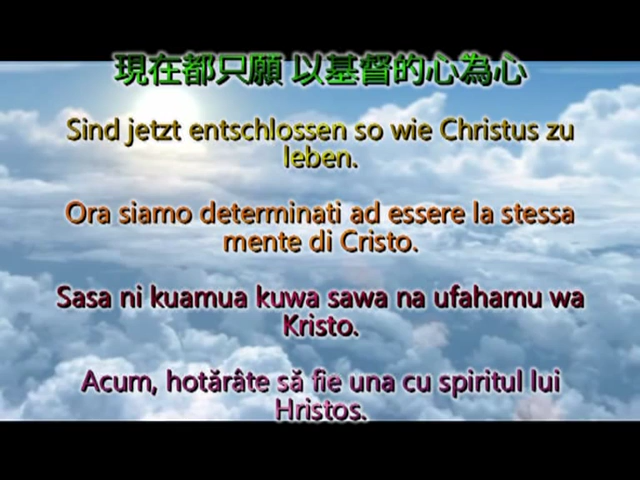 現在都只願 以基督的心為心
Sind jetzt entschlossen so wie Christus zu
leben.
Ora siamo determinati ad essere la stessa
mente di Cristo.
Sasa ni kuamua kuwa sawa na ufahamu wa
Kristo.
Acum, hotărâte să fie una cu spiritul lui
Hristos.